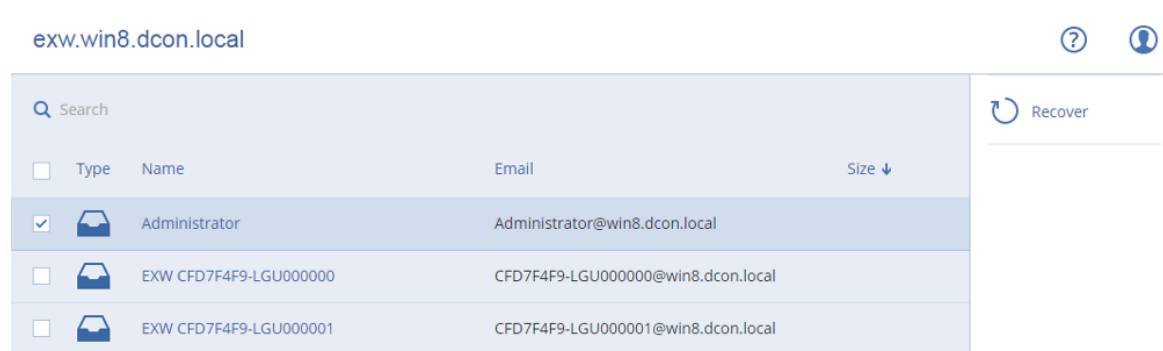 exw.win8.dcon.local
?
Search
Recover
Type Name Email Size
Administrator Administrator@win8.dcon.local
EXW CFD7F4F9-LGU000000 CFD7F4F9-LGU000000@win8.dcon.local
EXW CFD7F4F9-LGU000001 CFD7F4F9-LGU000001@win8.dcon.local